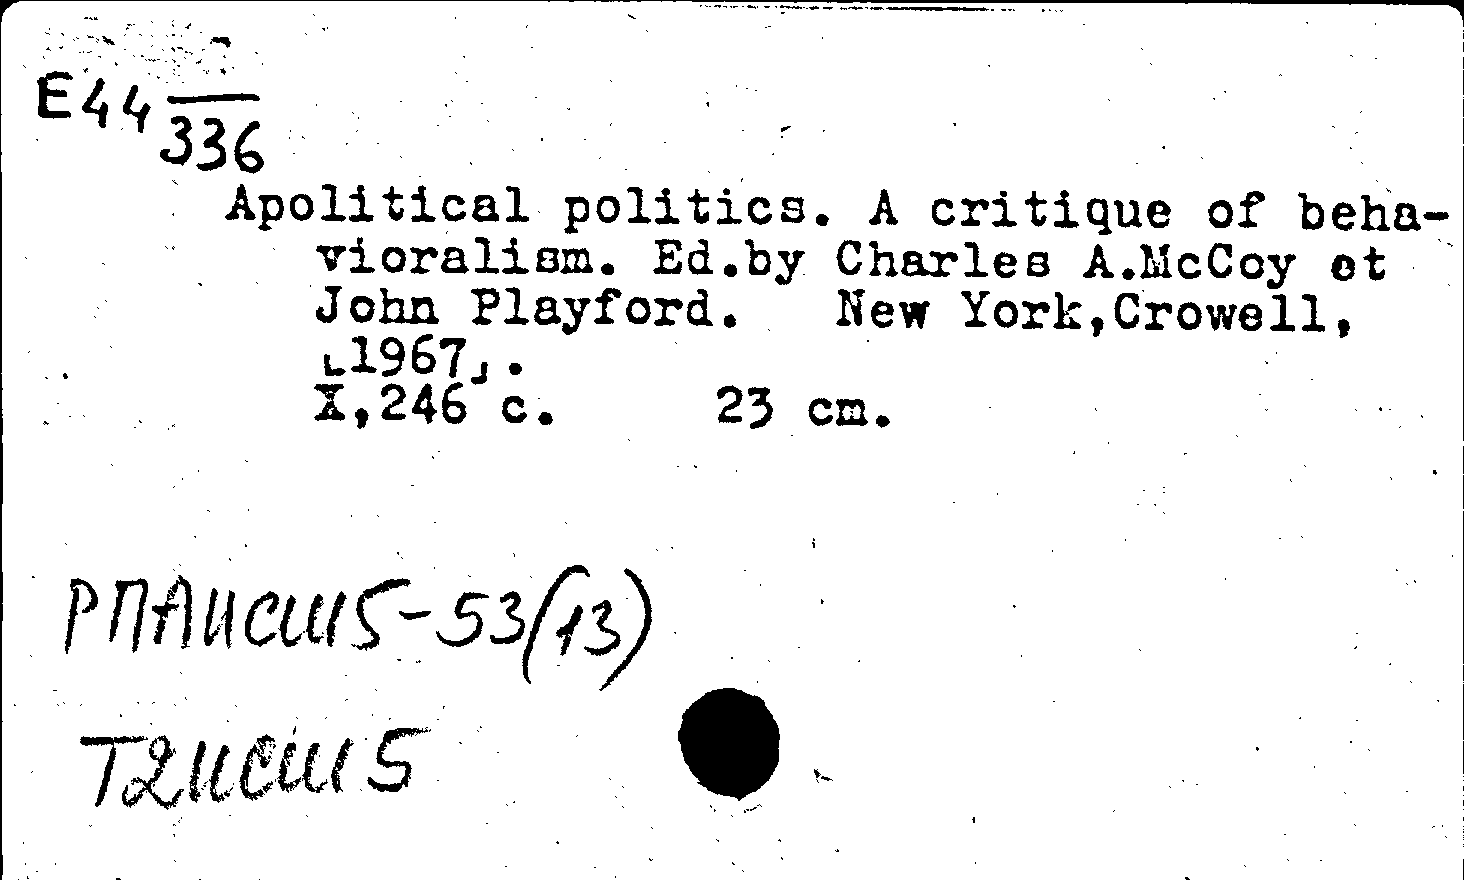 E44 336
Apolitical politics. A critique of beha-
vioralism. Ed.by Charles A.McCoy et
John Playford. New York,Crowell,
⌞1967⌟.
X,246 c. 23 cm.
РПАИСШ5-53(13)
Т2ИСШ5